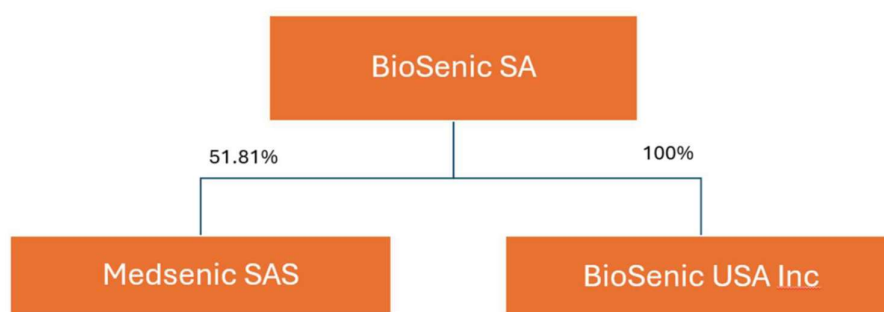 BioSenic SA
51.81%
100%
Medsenic SAS
BioSenic USA Inc